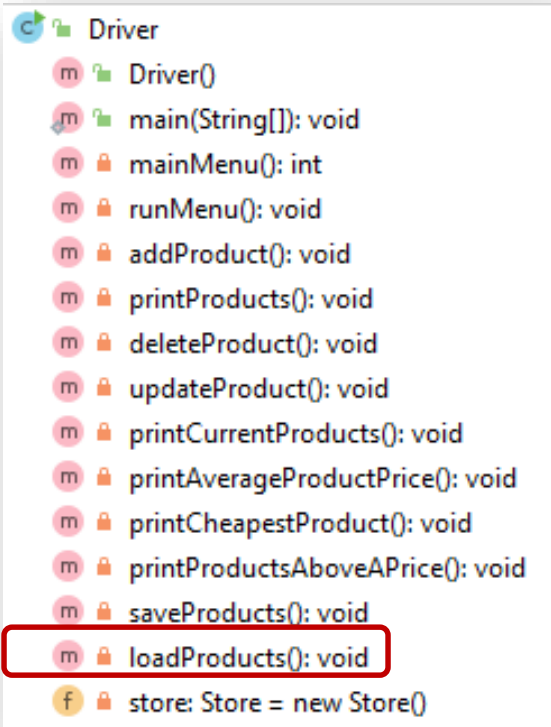 C Driver
m Driver()
m main(String[]): void
m mainMenu(): int
m runMenu(): void
m addProduct(): void
m printProducts(): void
m deleteProduct(): void
m updateProduct(): void
m printCurrentProducts(): void
m printAverageProductPrice(): void
m printCheapestProduct(): void
m printProductsAboveAPrice(): void
m saveProducts(): void
m loadProducts(): void
f store: Store = new Store()